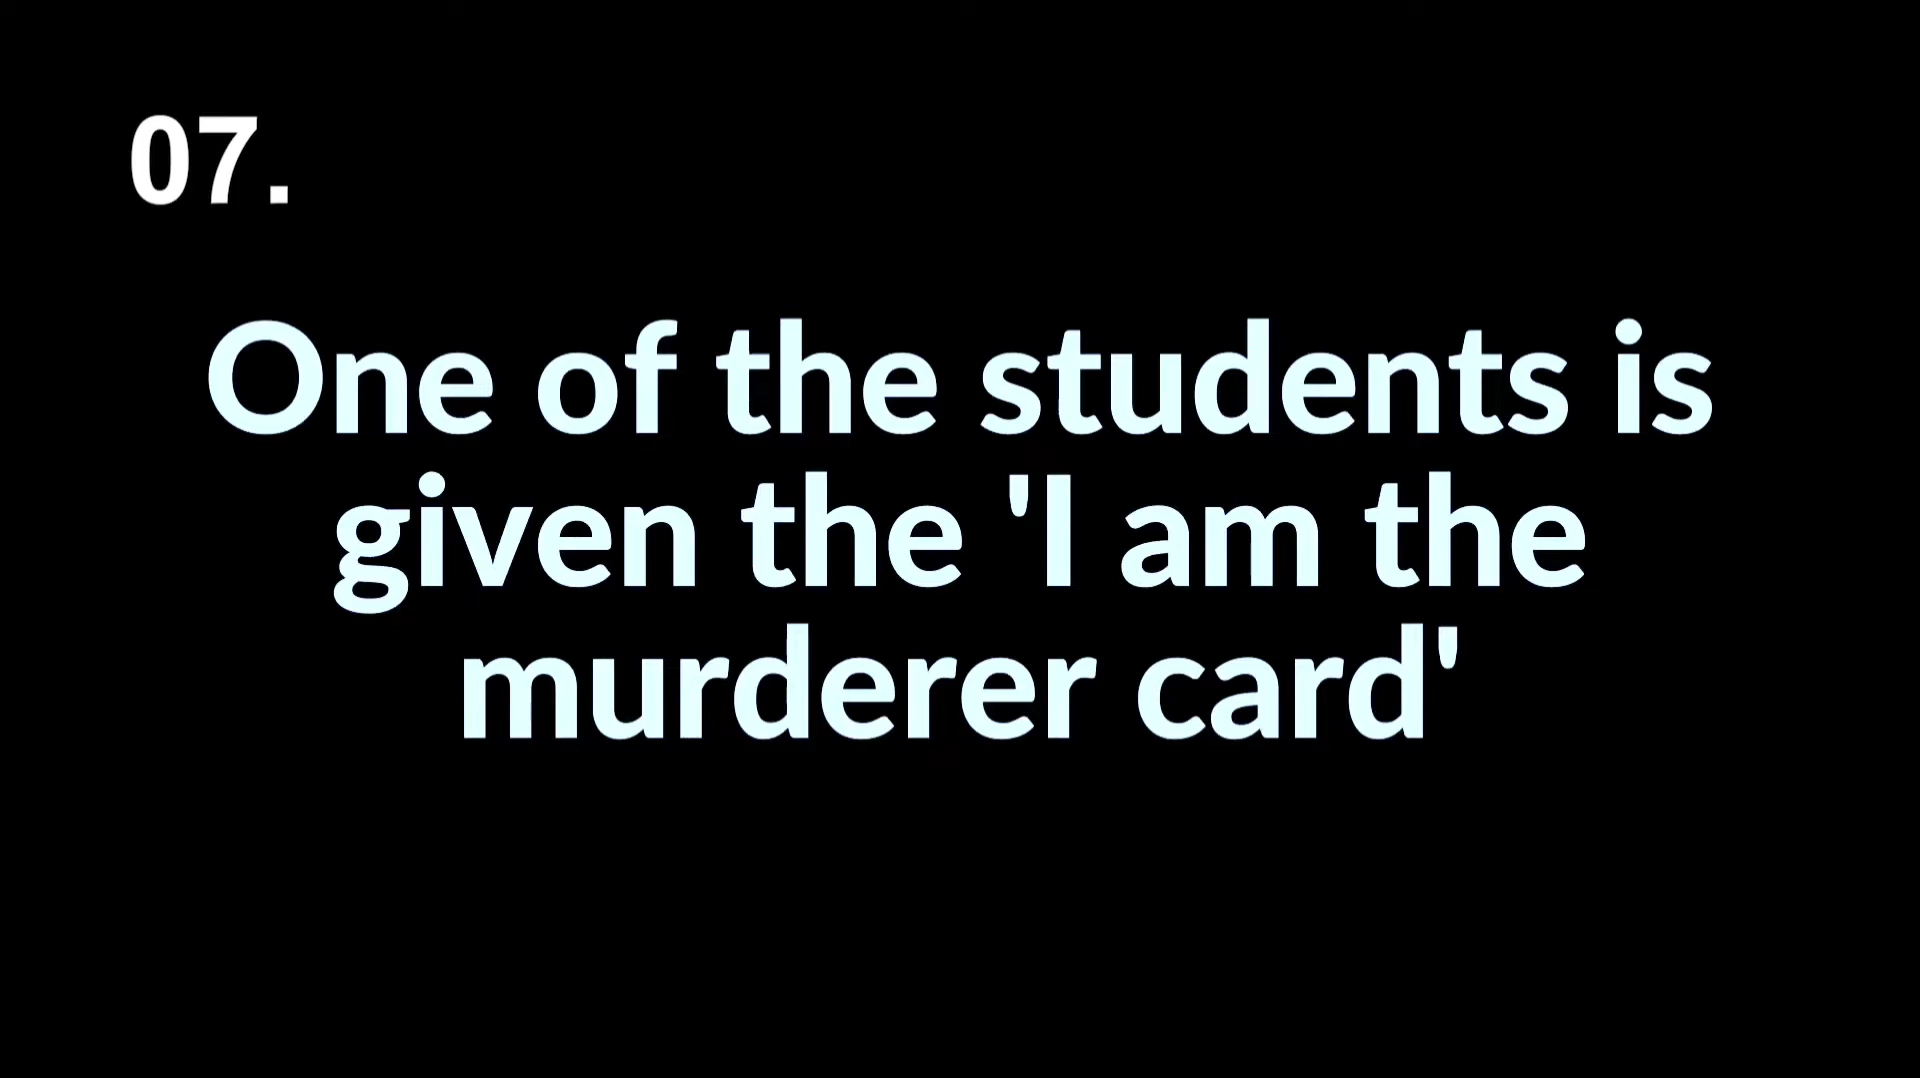 07.
One of the students is
given the 'I am the
murderer card'